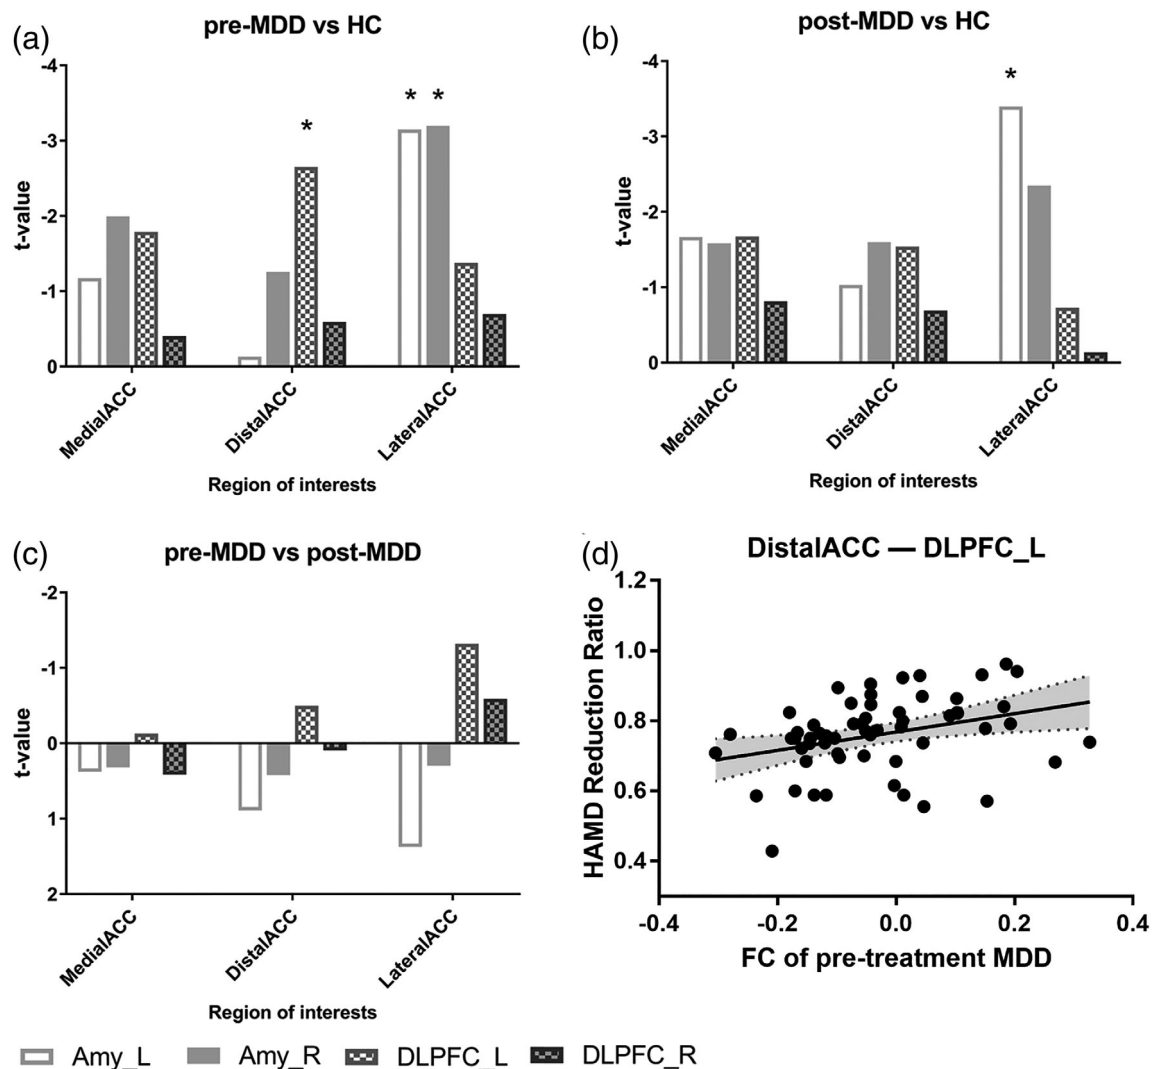 (a)
pre-MDD vs HC
-4
-3
-2
-1
0
t-value
*
* *
MedialACC
DistalACC
LateralACC
Region of interests
(b)
post-MDD vs HC
-4
-3
-2
-1
0
t-value
*
MedialACC
DistalACC
LateralACC
Region of interests
(c)
pre-MDD vs post-MDD
-2
-1
0
1
2
t-value
MedialACC
DistalACC
LateralACC
Region of interests
(d)
DistalACC — DLPFC_L
1.2
1.0
0.8
0.6
0.4
HAMD Reduction Ratio
-0.4 -0.2 0.0 0.2 0.4
FC of pre-treatment MDD
Amy_L Amy_R DLPFC_L DLPFC_R